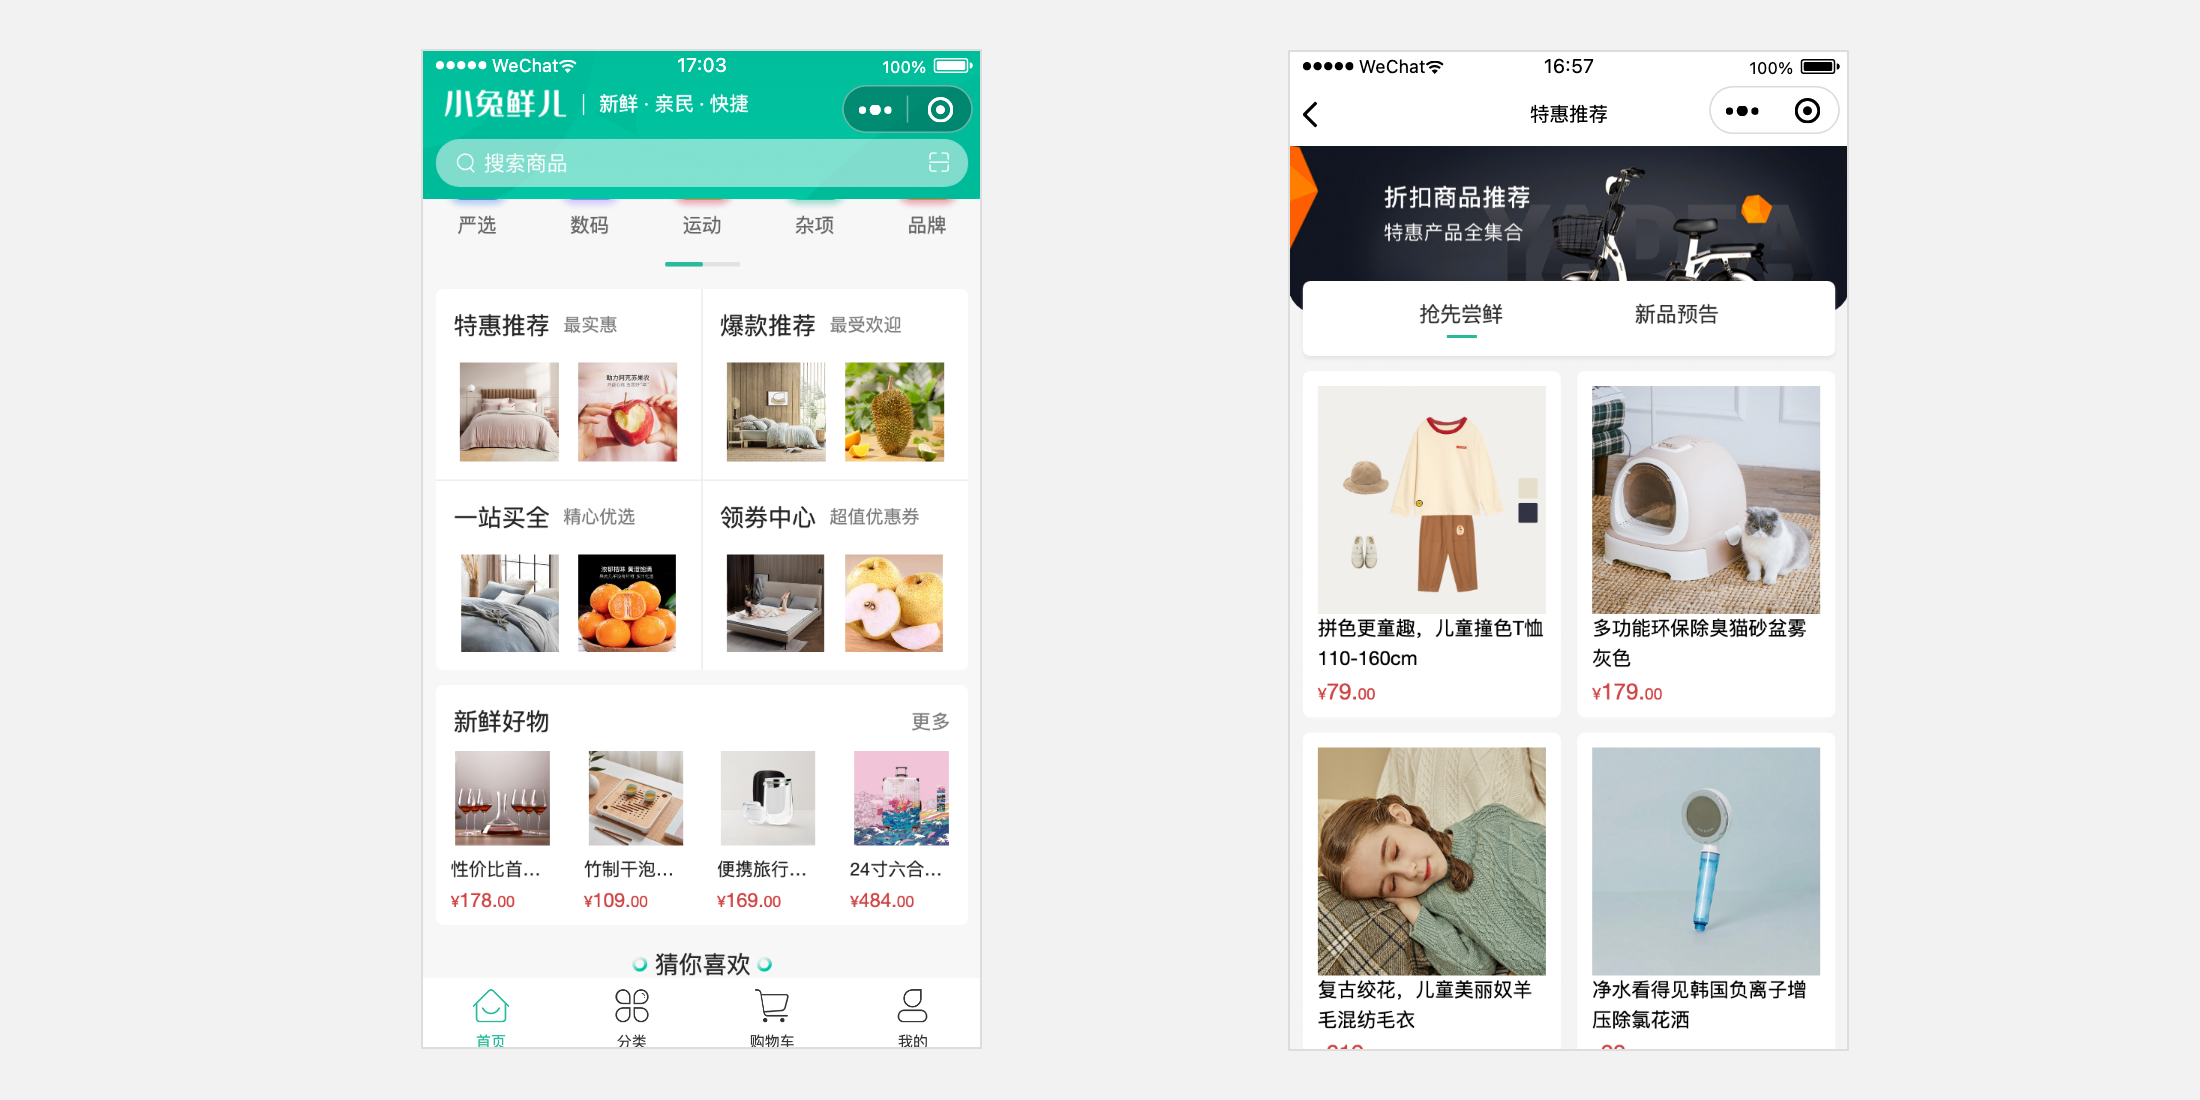 WeChat 17:03 100%
小兔鲜儿 | 新鲜 · 亲民 · 快捷
搜索商品
严选 数码 运动 杂项 品牌
特惠推荐 最实惠 爆款推荐 最受欢迎
助力阿克苏果农
一站买全 精心优选 领券中心 超值优惠券
新鲜好物 更多
性价比首... 竹制干泡... 便携旅行... 24寸六合...
¥178.00 ¥109.00 ¥169.00 ¥484.00
猜你喜欢
首页 分类 购物车 我的
WeChat 16:57 100%
特惠推荐
折扣商品推荐
特惠产品全集合
YADEA
抢先尝鲜 新品预告
拼色更童趣，儿童撞色T恤
110-160cm
¥79.00
多功能环保除臭猫砂盆雾
灰色
¥179.00
复古绞花，儿童美丽奴羊
毛混纺毛衣
净水看得见韩国负离子增
压除氯花洒